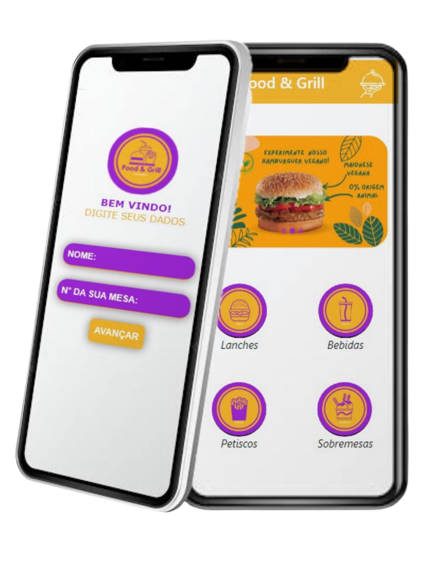 Food & Grill
BEM VINDO!
DIGITE SEUS DADOS
NOME:
N° DA SUA MESA:
AVANÇAR
ood & Grill
EXPERIMENTE NOSSO
HAMBURGUER VEGANO!
MAIONESE
VEGANA
0% ORIGEM
ANIMAL
Lanches
Bebidas
Petiscos
Sobremesas